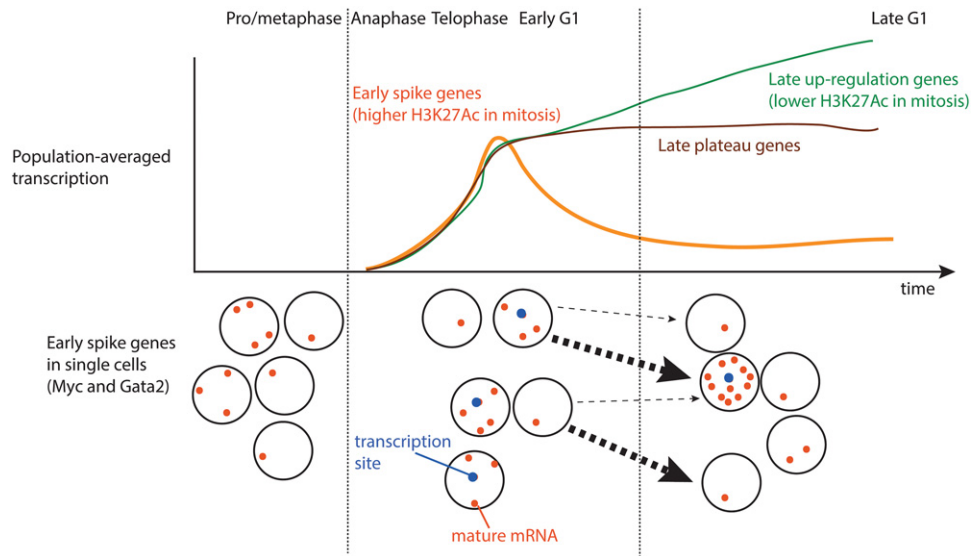 Pro/metaphase
Anaphase
Telophase
Early G1
Late G1
Early spike genes
(higher H3K27Ac in mitosis)
Late up-regulation genes
(lower H3K27Ac in mitosis)
Late plateau genes
Population-averaged
transcription
time
Early spike genes
in single cells
(Myc and Gata2)
transcription
site
mature mRNA